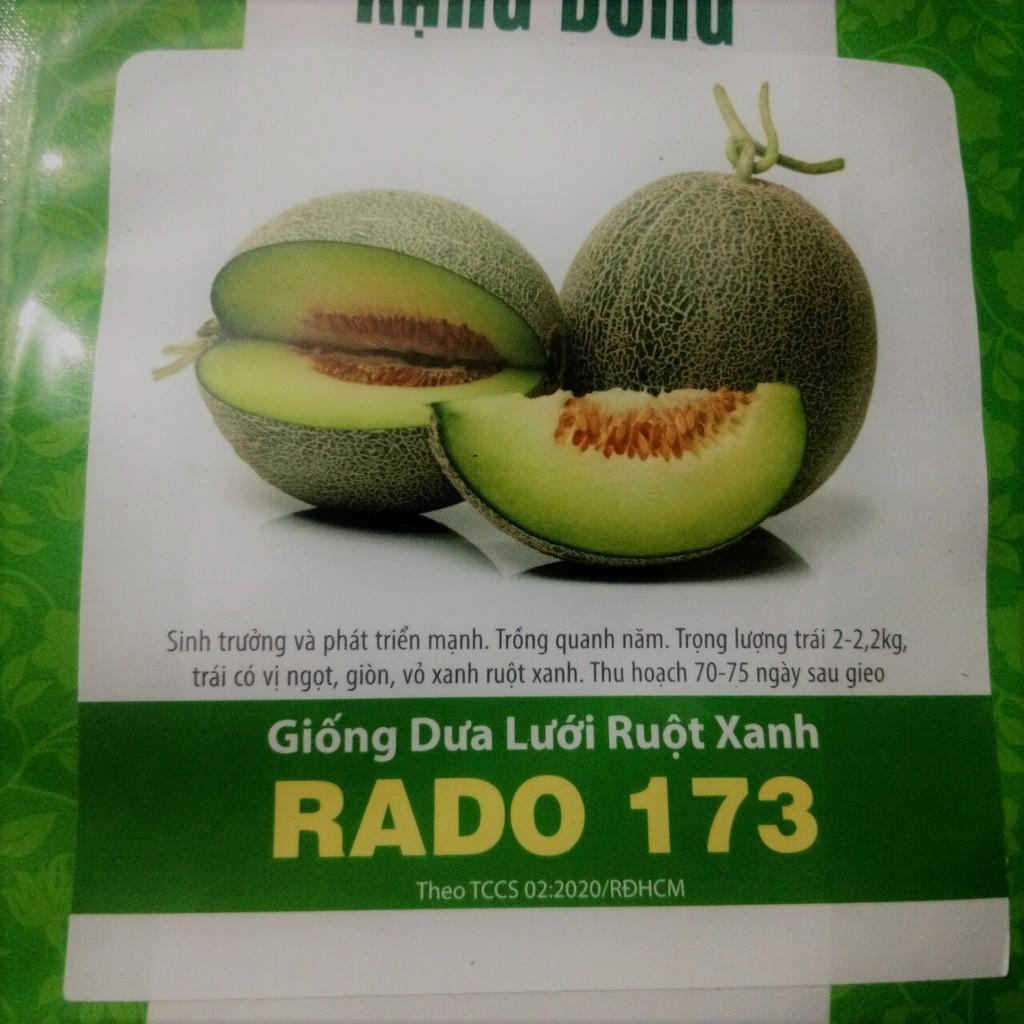 RẠNG ĐÔNG
Sinh trưởng và phát triển mạnh. Trồng quanh năm. Trọng lượng trái 2-2,2kg,
trái có vị ngọt, giòn, vỏ xanh ruột xanh. Thu hoạch 70-75 ngày sau gieo
Giống Dưa Lưới Ruột Xanh
RADO 173
Theo TCCS 02:2020/RĐHCM